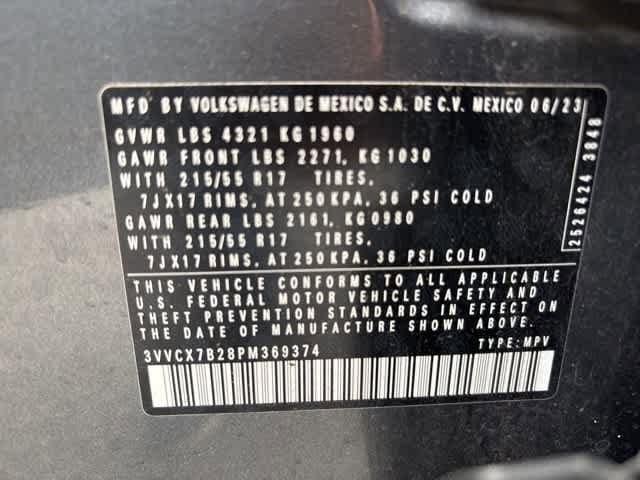 MFD BY VOLKSWAGEN DE MEXICO S.A. DE C.V. MEXICO 06/23
GVWR LBS 4321 KG 1960
GAWR FRONT LBS 2271, KG 1030
WITH 215/55 R17 TIRES,
7JX17 RIMS, AT 250 KPA, 36 PSI COLD
GAWR REAR LBS 2161, KG 0980
WITH 215/55 R17 TIRES,
7JX17 RIMS, AT 250 KPA, 36 PSI COLD
2526424 3848
THIS VEHICLE CONFORMS TO ALL APPLICABLE
U.S. FEDERAL MOTOR VEHICLE SAFETY AND
THEFT PREVENTION STANDARDS IN EFFECT ON
THE DATE OF MANUFACTURE SHOWN ABOVE.
3VVCX7B28PM369374 TYPE: MPV